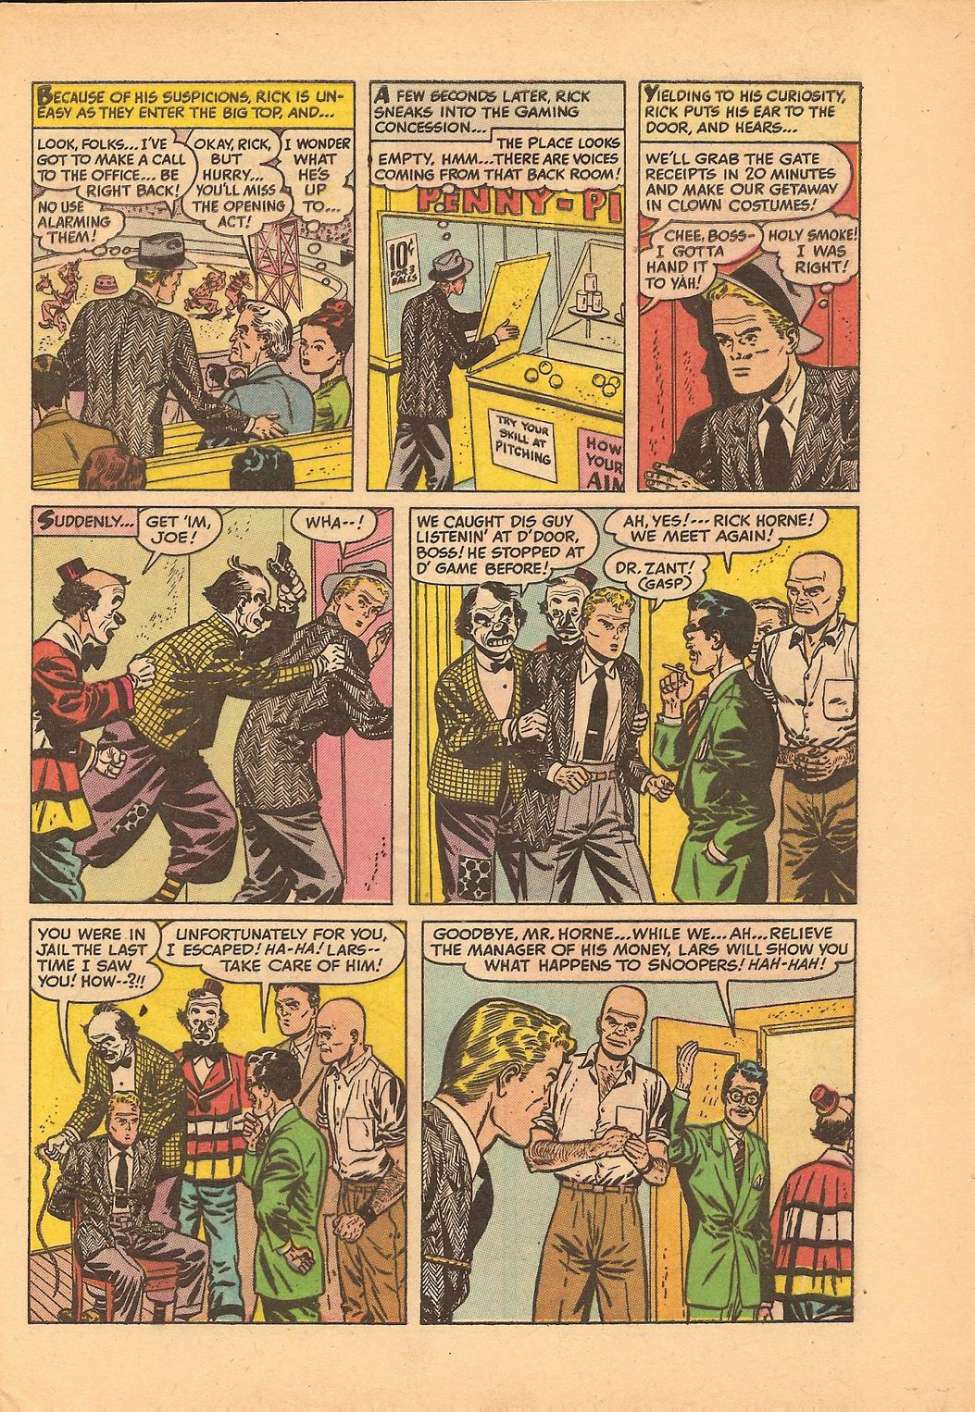 BECAUSE OF HIS SUSPICIONS, RICK IS UN-
EASY AS THEY ENTER THE BIG TOP, AND...
LOOK, FOLKS... I'VE
GOT TO MAKE A CALL
TO THE OFFICE... BE
RIGHT BACK!
NO USE
ALARMING
THEM!
OKAY, RICK,
BUT
HURRY...
YOU'LL MISS
THE OPENING
ACT!
I WONDER
WHAT
HE'S
UP
TO...
A FEW SECONDS LATER, RICK
SNEAKS INTO THE GAMING
CONCESSION...
THE PLACE LOOKS
EMPTY, HMM...THERE ARE VOICES
COMING FROM THAT BACK ROOM!
PENNY-PI
10¢
FOR 3
BALLS
TRY YOUR
SKILL AT
PITCHING
HOW
YOUR
AIM
YIELDING TO HIS CURIOSITY,
RICK PUTS HIS EAR TO THE
DOOR, AND HEARS...
WE'LL GRAB THE GATE
RECEIPTS IN 20 MINUTES
AND MAKE OUR GETAWAY
IN CLOWN COSTUMES!
CHEE, BOSS-
I GOTTA
HAND IT
TO YAH!
HOLY SMOKE!
I WAS
RIGHT!
SUDDENLY...
GET 'IM,
JOE!
WHA--!
WE CAUGHT DIS GUY
LISTENIN' AT D'DOOR,
BOSS! HE STOPPED AT
D' GAME BEFORE!
AH, YES!--- RICK HORNE!
WE MEET AGAIN!
DR. ZANT!
(GASP)
YOU WERE IN
JAIL THE LAST
TIME I SAW
YOU! HOW--?!!
UNFORTUNATELY FOR YOU,
I ESCAPED! HA-HA! LARS--
TAKE CARE OF HIM!
GOODBYE, MR. HORNE...WHILE WE...AH...RELIEVE
THE MANAGER OF HIS MONEY, LARS WILL SHOW YOU
WHAT HAPPENS TO SNOOPERS! HAH-HAH!